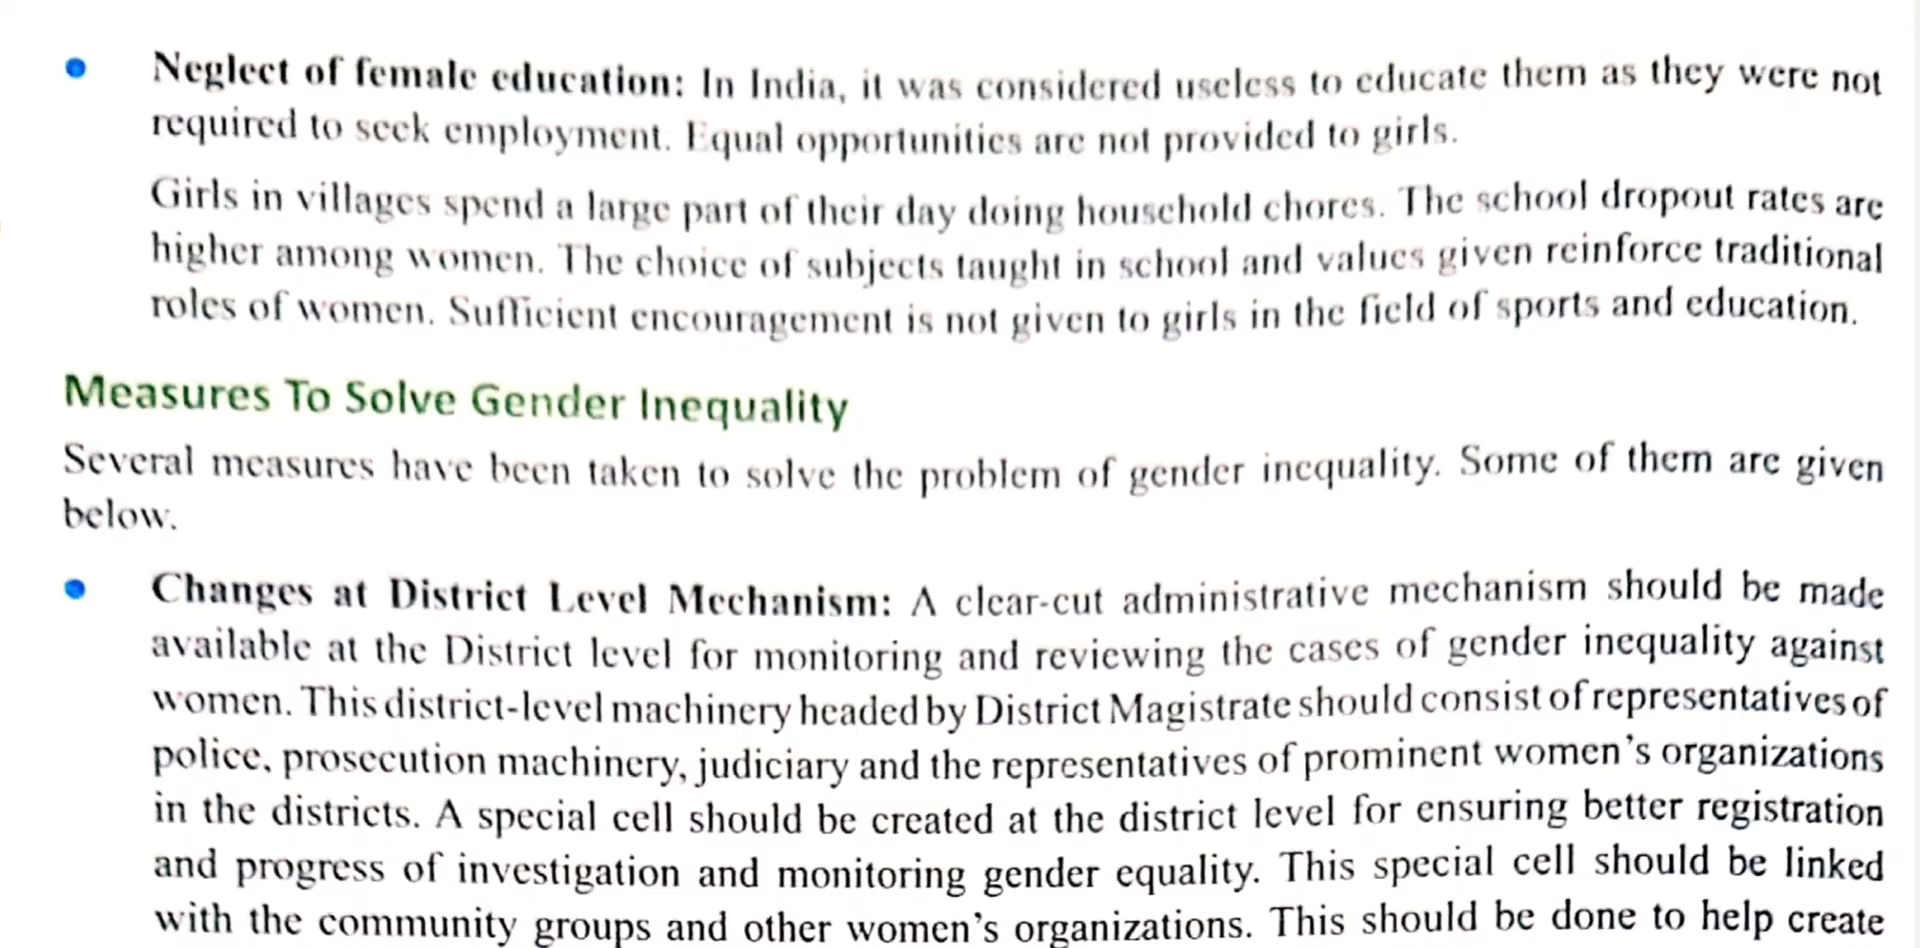 • Neglect of female education: In India, it was considered useless to educate them as they were not
required to seek employment. Equal opportunities are not provided to girls.
Girls in villages spend a large part of their day doing household chores. The school dropout rates are
higher among women. The choice of subjects taught in school and values given reinforce traditional
roles of women. Sufficient encouragement is not given to girls in the field of sports and education.
Measures To Solve Gender Inequality
Several measures have been taken to solve the problem of gender inequality. Some of them are given
below.
• Changes at District Level Mechanism: A clear-cut administrative mechanism should be made
available at the District level for monitoring and reviewing the cases of gender inequality against
women. This district-level machinery headed by District Magistrate should consist of representatives of
police, prosecution machinery, judiciary and the representatives of prominent women's organizations
in the districts. A special cell should be created at the district level for ensuring better registration
and progress of investigation and monitoring gender equality. This special cell should be linked
with the community groups and other women's organizations. This should be done to help create